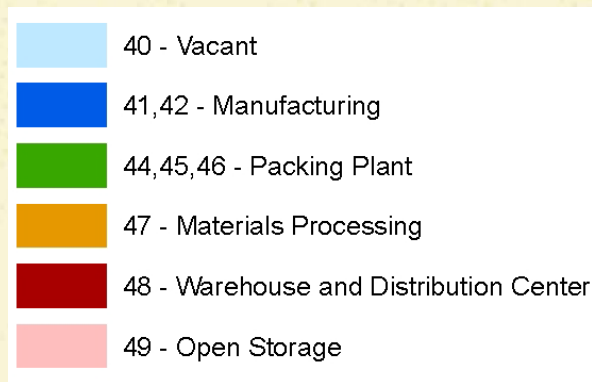 40 - Vacant
41,42 - Manufacturing
44,45,46 - Packing Plant
47 - Materials Processing
48 - Warehouse and Distribution Center
49 - Open Storage